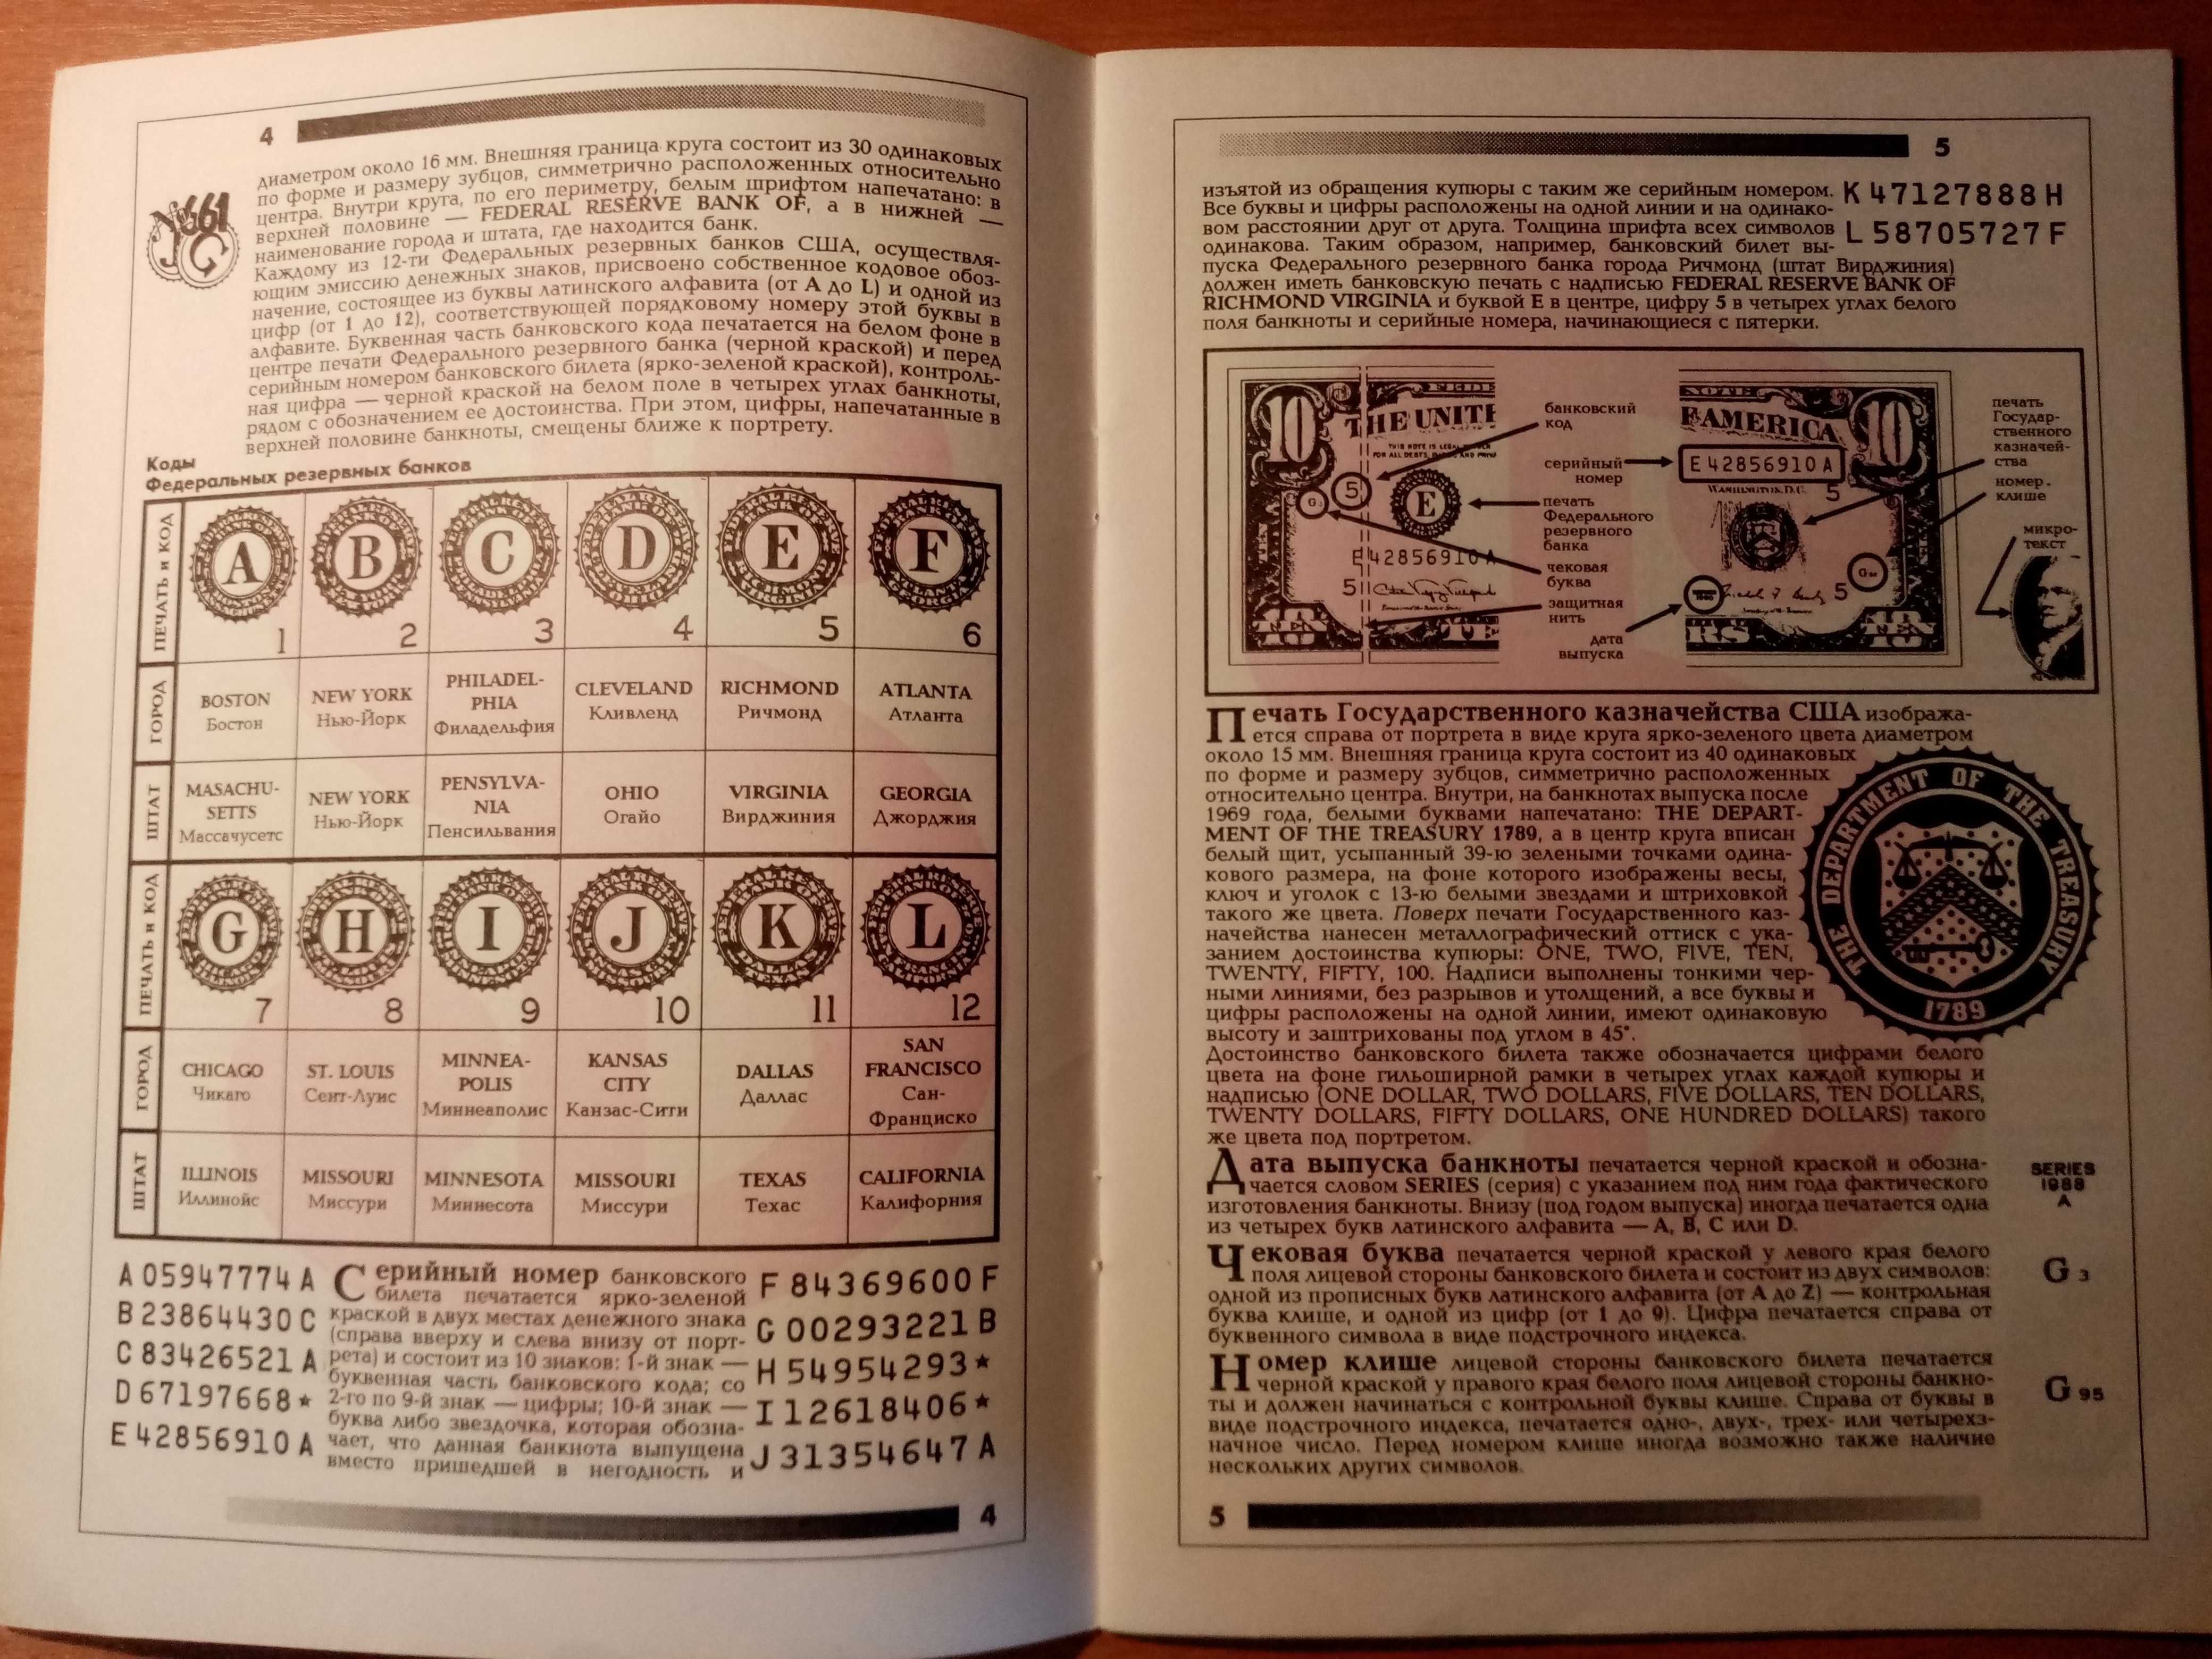 4
диаметром около 16 мм. Внешняя граница круга состоит из 30 одинаковых
по форме и размеру зубцов, симметрично расположенных относительно
центра. Внутри круга, по его периметру, белым шрифтом напечатано: в
верхней половине — FEDERAL RESERVE BANK OF, а в нижней —
наименование города и штата, где находится банк.
Каждому из 12-ти Федеральных резервных банков США, осуществля-
ющим эмиссию денежных знаков, присвоено собственное кодовое обоз-
начение, состоящее из буквы латинского алфавита (от A до L) и одной из
цифр (от 1 до 12), соответствующей порядковому номеру этой буквы в
алфавите. Буквенная часть банковского кода печатается на белом фоне в
центре печати Федерального резервного банка (черной краской) и перед
серийным номером банковского билета (ярко-зеленой краской), контроль-
ная цифра — черной краской на белом поле в четырех углах банкноты,
рядом с обозначением ее достоинства. При этом, цифры, напечатанные в
верхней половине банкноты, смещены ближе к портрету.
Коды
Федеральных резервных банков
ПЕЧАТЬ и КОД
A B C D E F
1 2 3 4 5 6
ГОРОД
BOSTON
Бостон
NEW YORK
Нью-Йорк
PHILADEL-
PHIA
Филадельфия
CLEVELAND
Кливленд
RICHMOND
Ричмонд
ATLANTA
Атланта
ШТАТ
MASACHU-
SETTS
Массачусетс
NEW YORK
Нью-Йорк
PENSYLVA-
NIA
Пенсильвания
OHIO
Огайо
VIRGINIA
Вирджиния
GEORGIA
Джорджия
ПЕЧАТЬ и КОД
G H I J K L
7 8 9 10 11 12
ГОРОД
CHICAGO
Чикаго
ST. LOUIS
Сент-Луис
MINNEA-
POLIS
Миннеаполис
KANSAS
CITY
Канзас-Сити
DALLAS
Даллас
SAN
FRANCISCO
Сан-
Франциско
ШТАТ
ILLINOIS
Иллинойс
MISSOURI
Миссури
MINNESOTA
Миннесота
MISSOURI
Миссури
TEXAS
Техас
CALIFORNIA
Калифорния
A 05947774 A
B 23864430 C
C 83426521 A
D 67197668 ★
E 42856910 A
Серийный номер банковского
билета печатается ярко-зеленой
краской в двух местах денежного знака
(справа вверху и слева внизу от порт-
рета) и состоит из 10 знаков: 1-й знак —
буквенная часть банковского кода; со
2-го по 9-й знак — цифры; 10-й знак —
буква либо звездочка, которая обозна-
чает, что данная банкнота выпущена
вместо пришедшей в негодность и
F 84369600 F
G 00293221 B
H 54954293 ★
I 12618406 ★
J 31354647 A
4
5
изъятой из обращения купюры с таким же серийным номером.
Все буквы и цифры расположены на одной линии и на одинако-
вом расстоянии друг от друга. Толщина шрифта всех символов
одинакова. Таким образом, например, банковский билет вы-
пуска Федерального резервного банка города Ричмонд (штат Вирджиния)
должен иметь банковскую печать с надписью FEDERAL RESERVE BANK OF
RICHMOND VIRGINIA и буквой E в центре, цифру 5 в четырех углах белого
поля банкноты и серийные номера, начинающиеся с пятерки.
K 47127888 H
L 58705727 F
10
THE UNITE
5
G
E
E 42856910 A
5
TE
банковский
код
серийный
номер
печать
Федерального
резервного
банка
чековая
буква
защитная
нить
дата
выпуска
NOTE
F AMERICA
10
E 42856910 A
WASHINGTON, D.C.
5
5
RS
печать
Государ-
ственного
казначей-
ства
номер
клише
микро-
текст
Печать Государственного казначейства США изобража-
ется справа от портрета в виде круга ярко-зеленого цвета диаметром
около 15 мм. Внешняя граница круга состоит из 40 одинаковых
по форме и размеру зубцов, симметрично расположенных
относительно центра. Внутри, на банкнотах выпуска после
1969 года, белыми буквами напечатано: THE DEPART-
MENT OF THE TREASURY 1789, а в центр круга вписан
белый щит, усыпанный 39-ю зелеными точками одина-
кового размера, на фоне которого изображены весы,
ключ и уголок с 13-ю белыми звездами и штриховкой
такого же цвета. Поверх печати Государственного каз-
начейства нанесен металлографический оттиск с ука-
занием достоинства купюры: ONE, TWO, FIVE, TEN,
TWENTY, FIFTY, 100. Надписи выполнены тонкими чер-
ными линиями, без разрывов и утолщений, а все буквы и
цифры расположены на одной линии, имеют одинаковую
высоту и заштрихованы под углом в 45°.
THE DEPARTMENT OF THE TREASURY
1789
Достоинство банковского билета также обозначается цифрами белого
цвета на фоне гильоширной рамки в четырех углах каждой купюры и
надписью (ONE DOLLAR, TWO DOLLARS, FIVE DOLLARS, TEN DOLLARS,
TWENTY DOLLARS, FIFTY DOLLARS, ONE HUNDRED DOLLARS) такого
же цвета под портретом.
Дата выпуска банкноты печатается черной краской и обозна-
чается словом SERIES (серия) с указанием под ним года фактического
изготовления банкноты. Внизу (под годом выпуска) иногда печатается одна
из четырех букв латинского алфавита — A, B, C или D.
SERIES
1988
A
Чековая буква печатается черной краской у левого края белого
поля лицевой стороны банковского билета и состоит из двух символов:
одной из прописных букв латинского алфавита (от A до Z) — контрольная
буква клише, и одной из цифр (от 1 до 9). Цифра печатается справа от
буквенного символа в виде подстрочного индекса.
G 3
Номер клише лицевой стороны банковского билета печатается
черной краской у правого края белого поля лицевой стороны банкно-
ты и должен начинаться с контрольной буквы клише. Справа от буквы в
виде подстрочного индекса, печатается одно-, двух-, трех- или четырехз-
начное число. Перед номером клише иногда возможно также наличие
нескольких других символов.
G 95
5